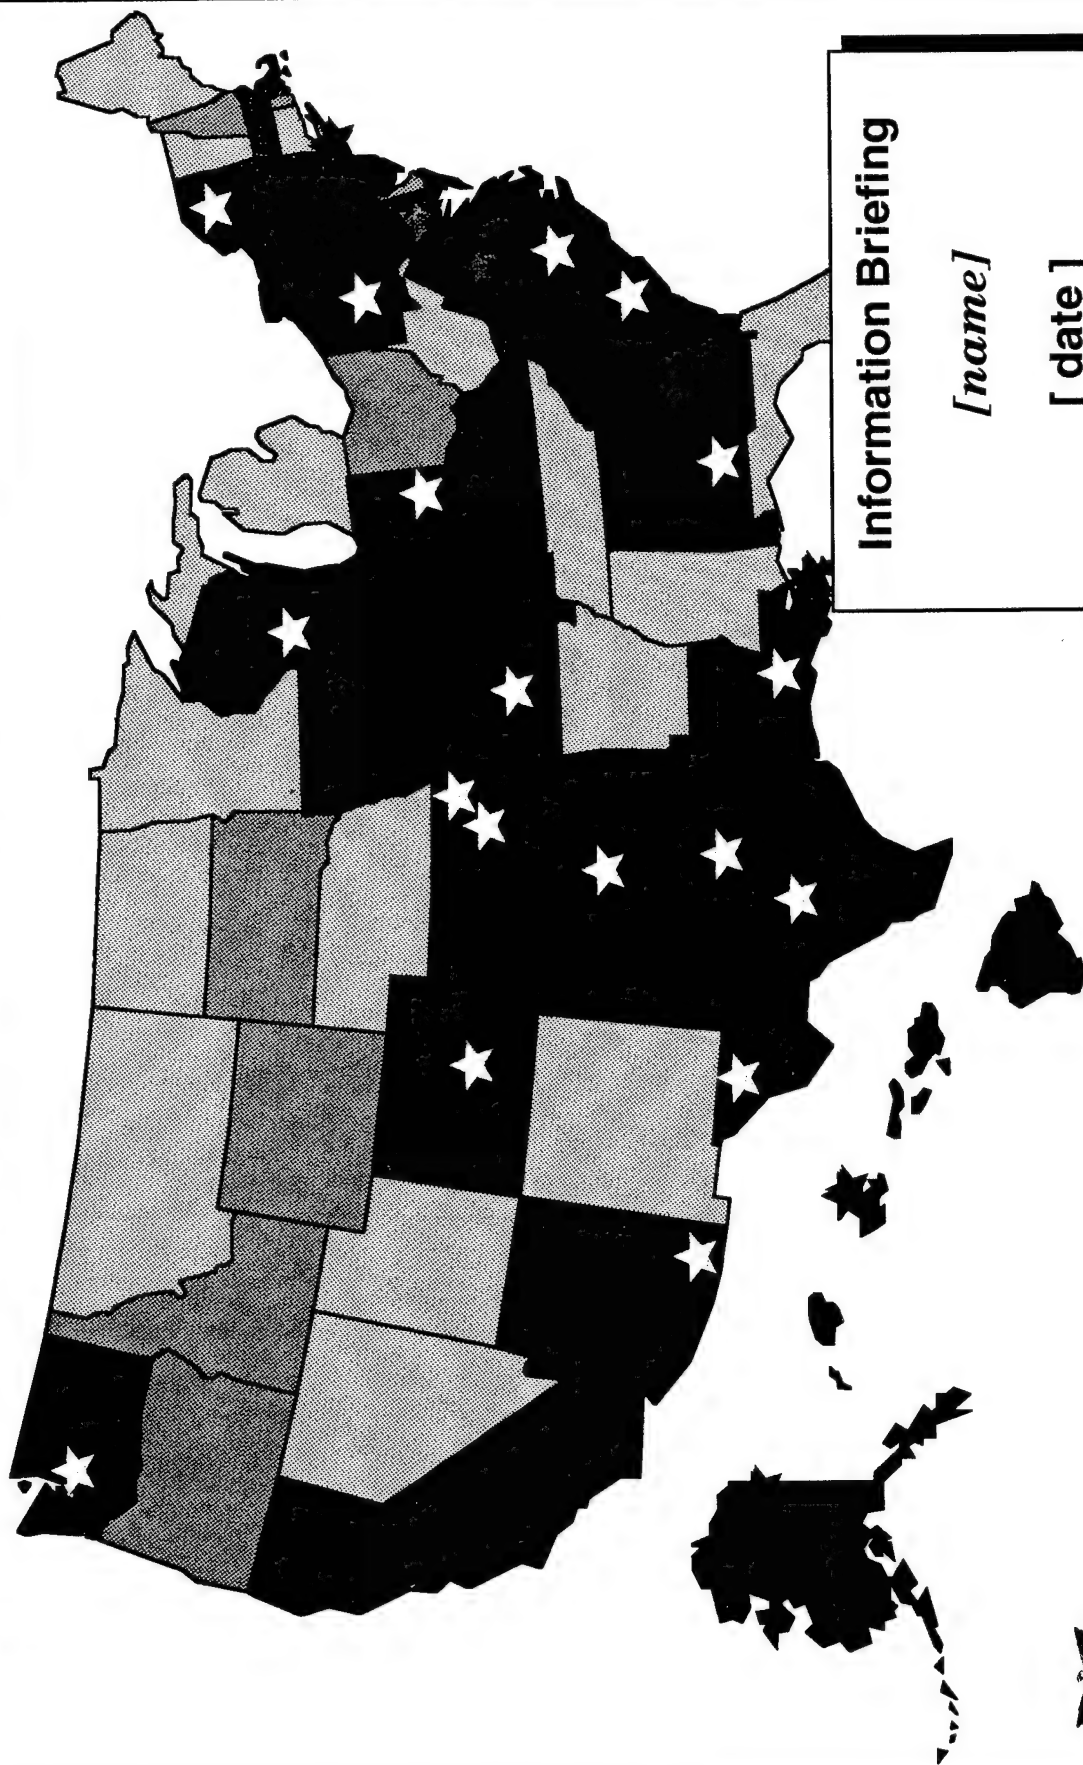 Information Briefing
[name]
[ date ]